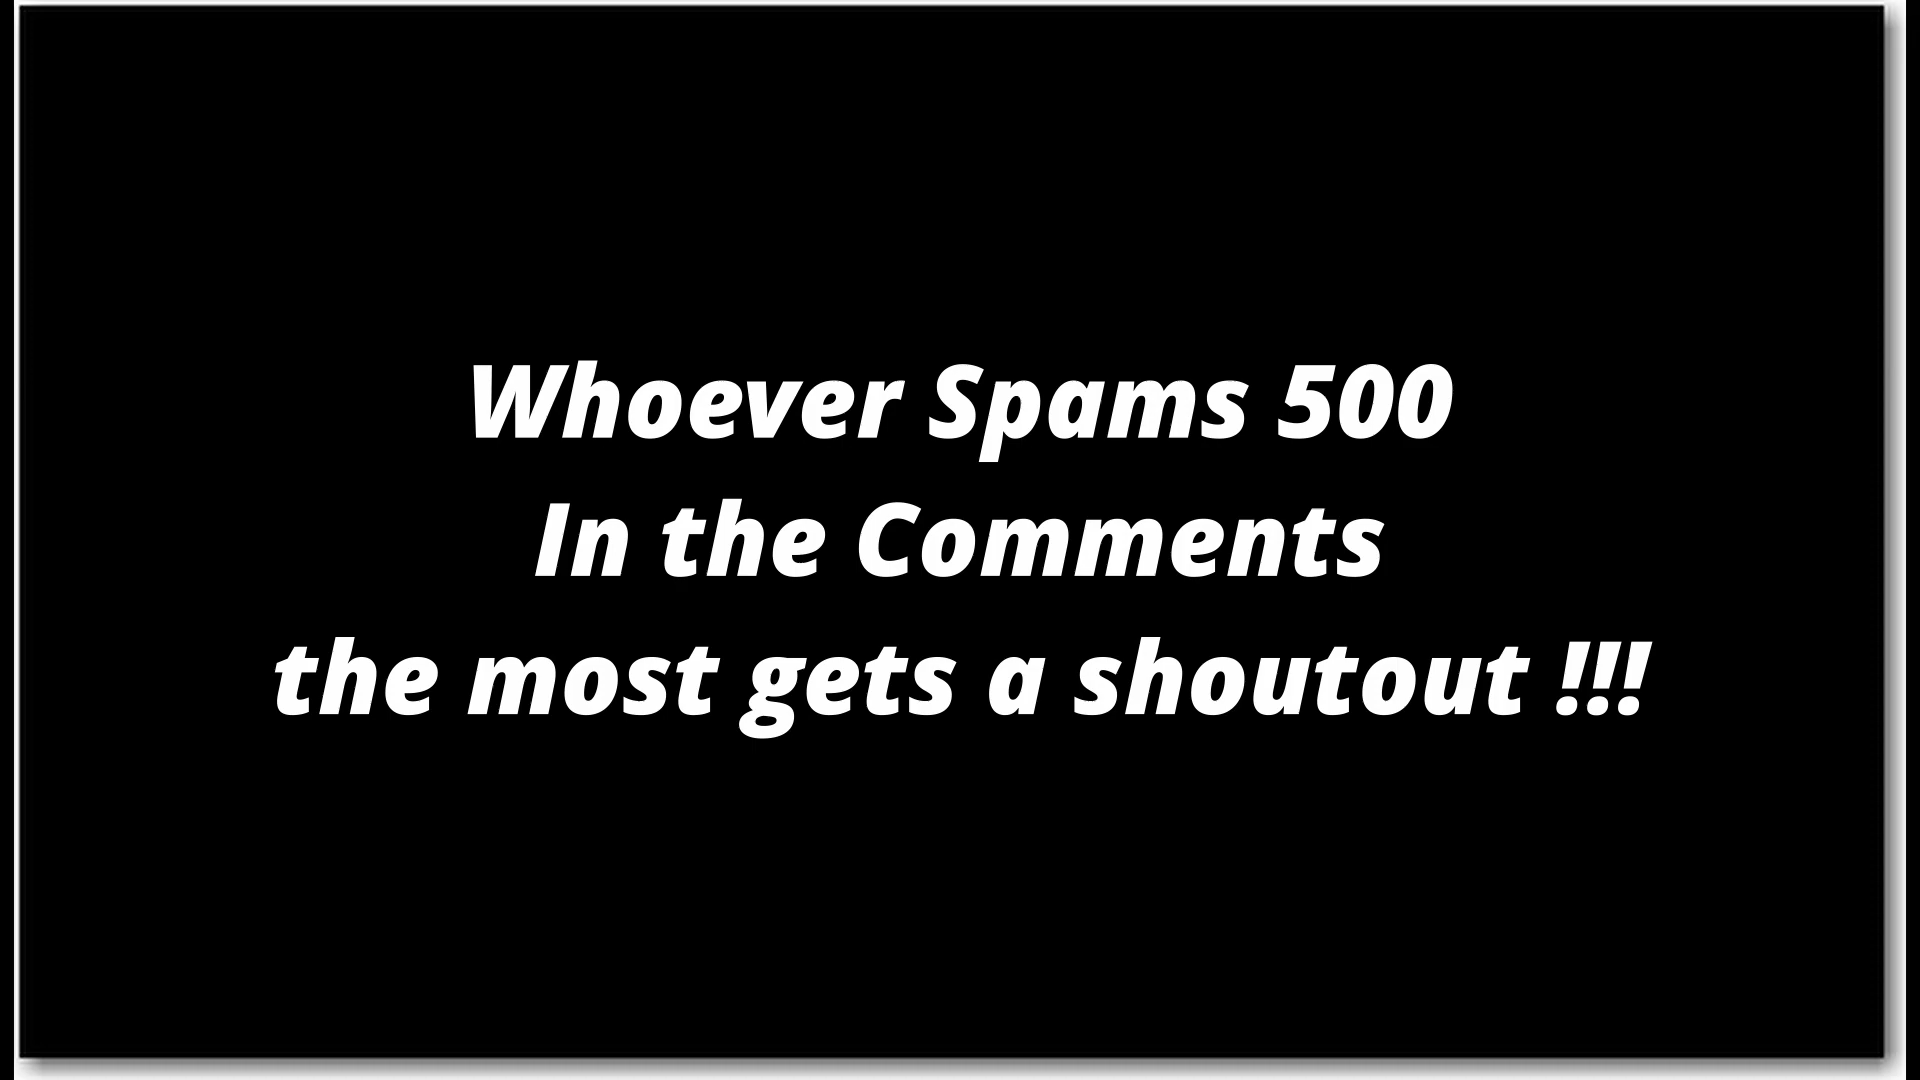 Whoever Spams 500
In the Comments
the most gets a shoutout !!!